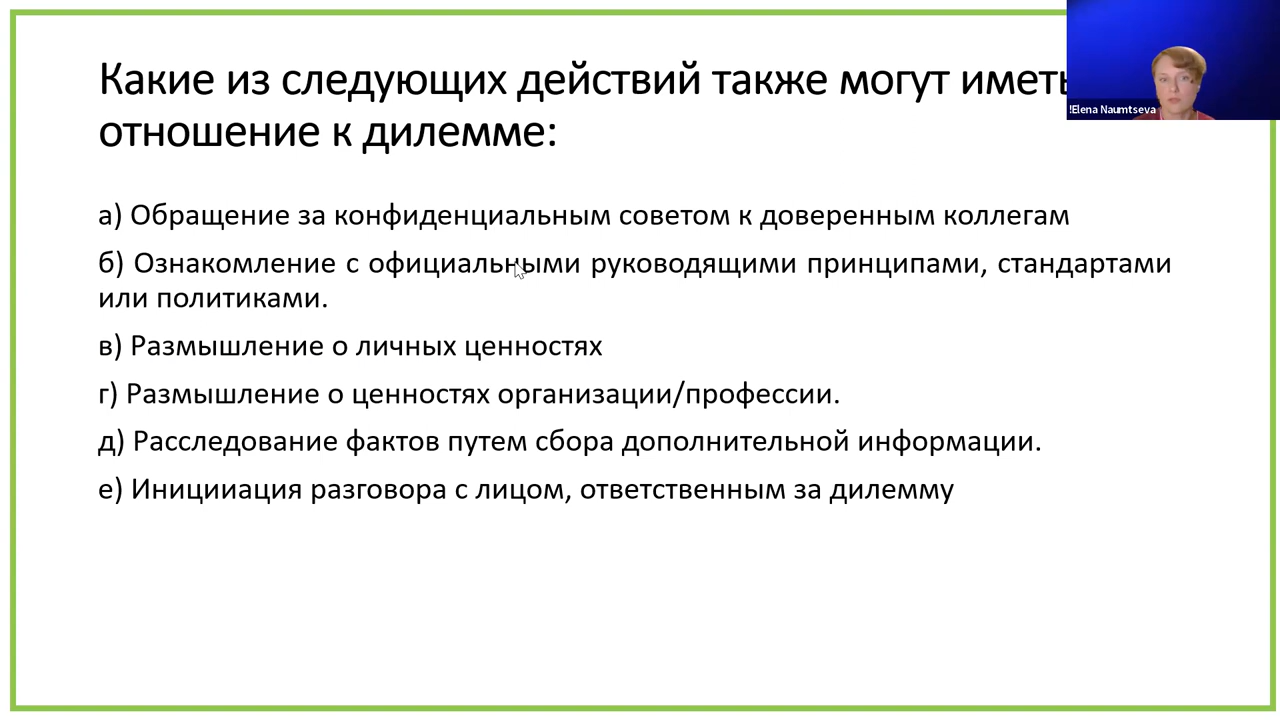 Какие из следующих действий также могут иметь
отношение к дилемме:
!Elena Naumtseva
а) Обращение за конфиденциальным советом к доверенным коллегам
б) Ознакомление с официальными руководящими принципами, стандартами
или политиками.
в) Размышление о личных ценностях
г) Размышление о ценностях организации/профессии.
д) Расследование фактов путем сбора дополнительной информации.
е) Иницииация разговора с лицом, ответственным за дилемму